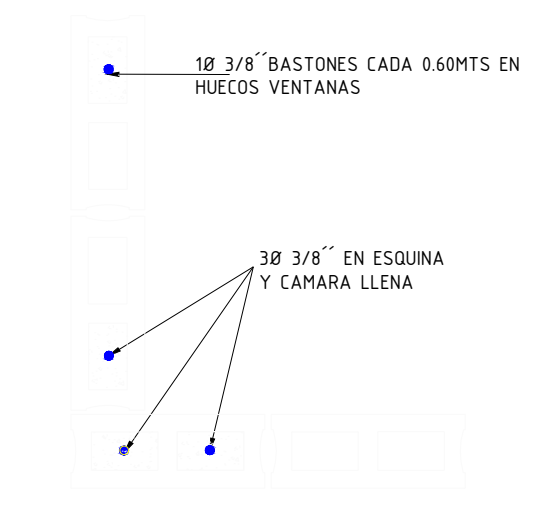 1Ø 3/8´´BASTONES CADA 0.60MTS EN
HUECOS VENTANAS
3Ø 3/8´´ EN ESQUINA
Y CAMARA LLENA